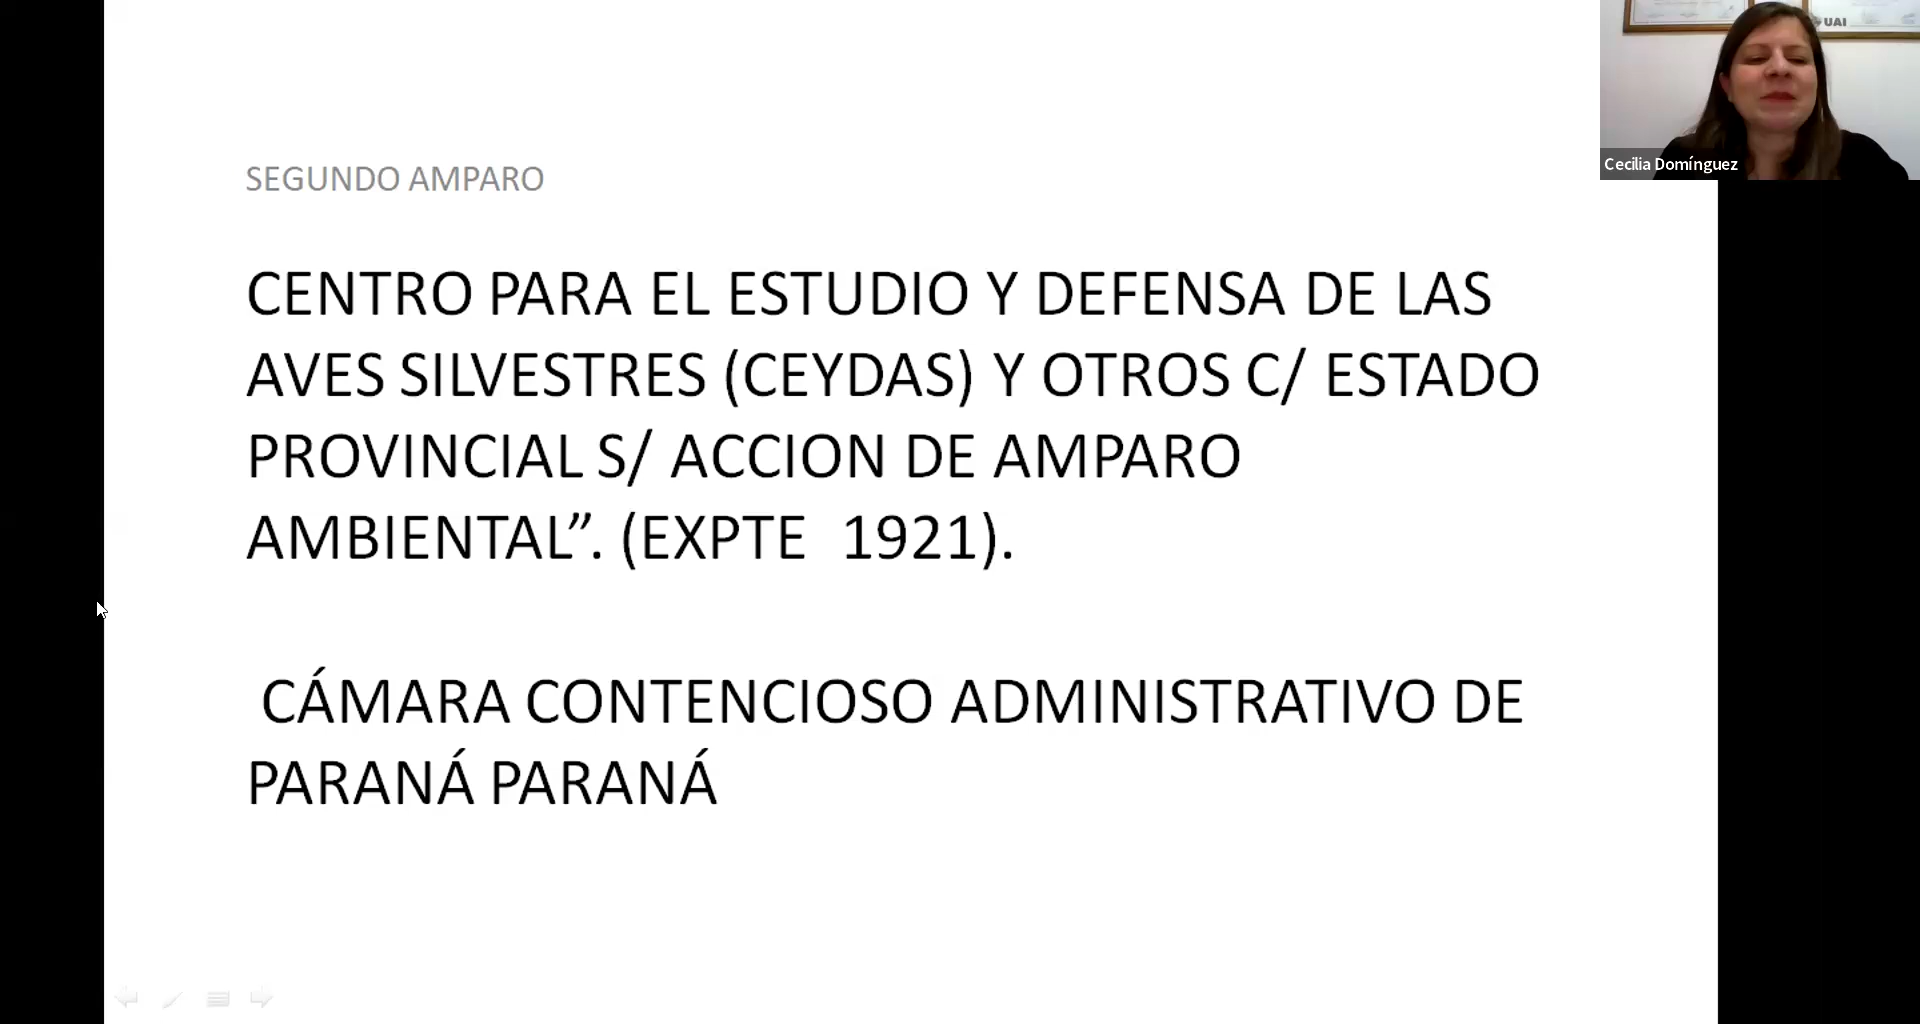 UAI
Cecilia Domínguez
SEGUNDO AMPARO
CENTRO PARA EL ESTUDIO Y DEFENSA DE LAS
AVES SILVESTRES (CEYDAS) Y OTROS C/ ESTADO
PROVINCIAL S/ ACCION DE AMPARO
AMBIENTAL”. (EXPTE 1921).
CÁMARA CONTENCIOSO ADMINISTRATIVO DE
PARANÁ PARANÁ